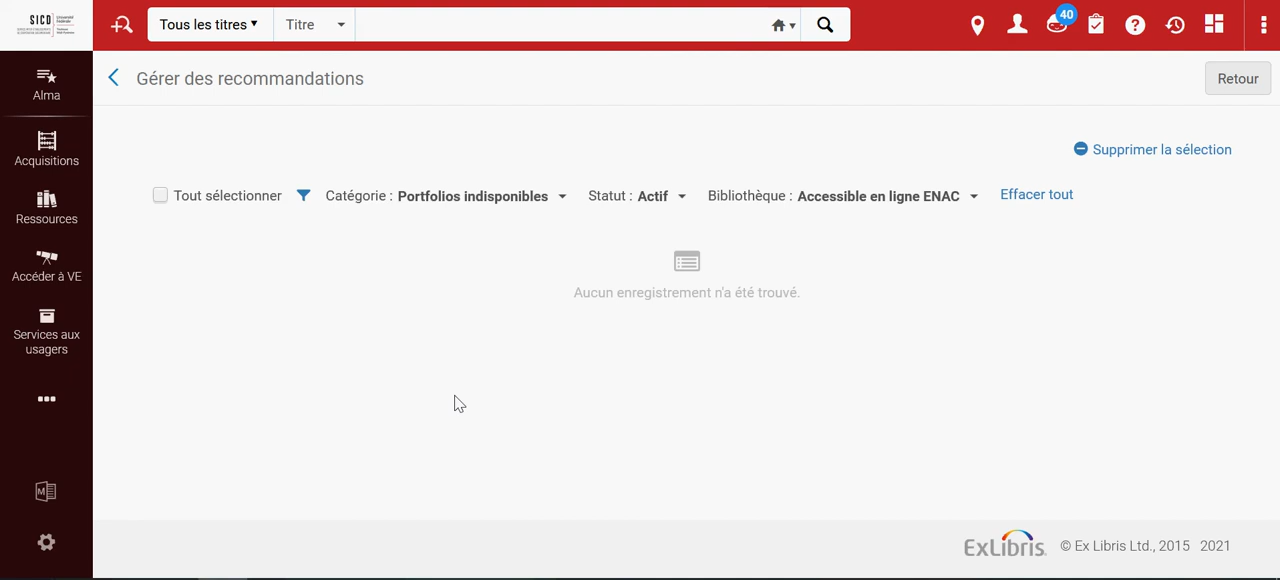 SICD
Université
Fédérale
Tous les titres
Titre
40
Alma
Acquisitions
Ressources
Accéder à VE
Services aux
usagers
Gérer des recommandations
Retour
Supprimer la sélection
Tout sélectionner
Catégorie : Portfolios indisponibles
Statut : Actif
Bibliothèque : Accessible en ligne ENAC
Effacer tout
Aucun enregistrement n'a été trouvé.
M
ExLibris. © Ex Libris Ltd., 2015 2021